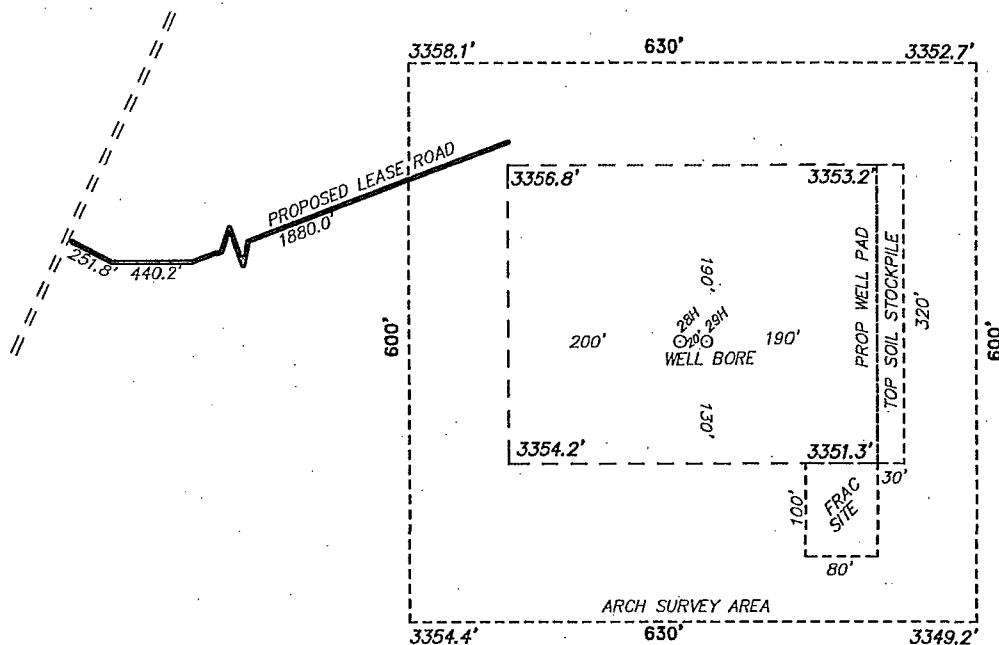 3358.1' 630' 3352.7'
PROPOSED LEASE ROAD
1880.0'
251.8' 440.2'
3356.8' 3353.2'
PROP WELL PAD
TOP SOIL STOCKPILE
320'
190'
28H 29H
20'
200' 190'
WELL BORE
600' 600'
130'
3354.2' 3351.3'
30'
100'
FRAC
SITE
80'
ARCH SURVEY AREA
3354.4' 630' 3349.2'